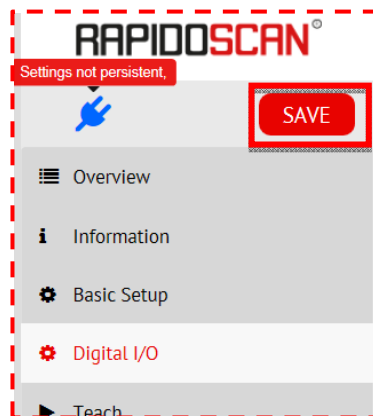 RAPIDOSCAN®
Settings not persistent,
SAVE
Overview
Information
Basic Setup
Digital I/O
Teach